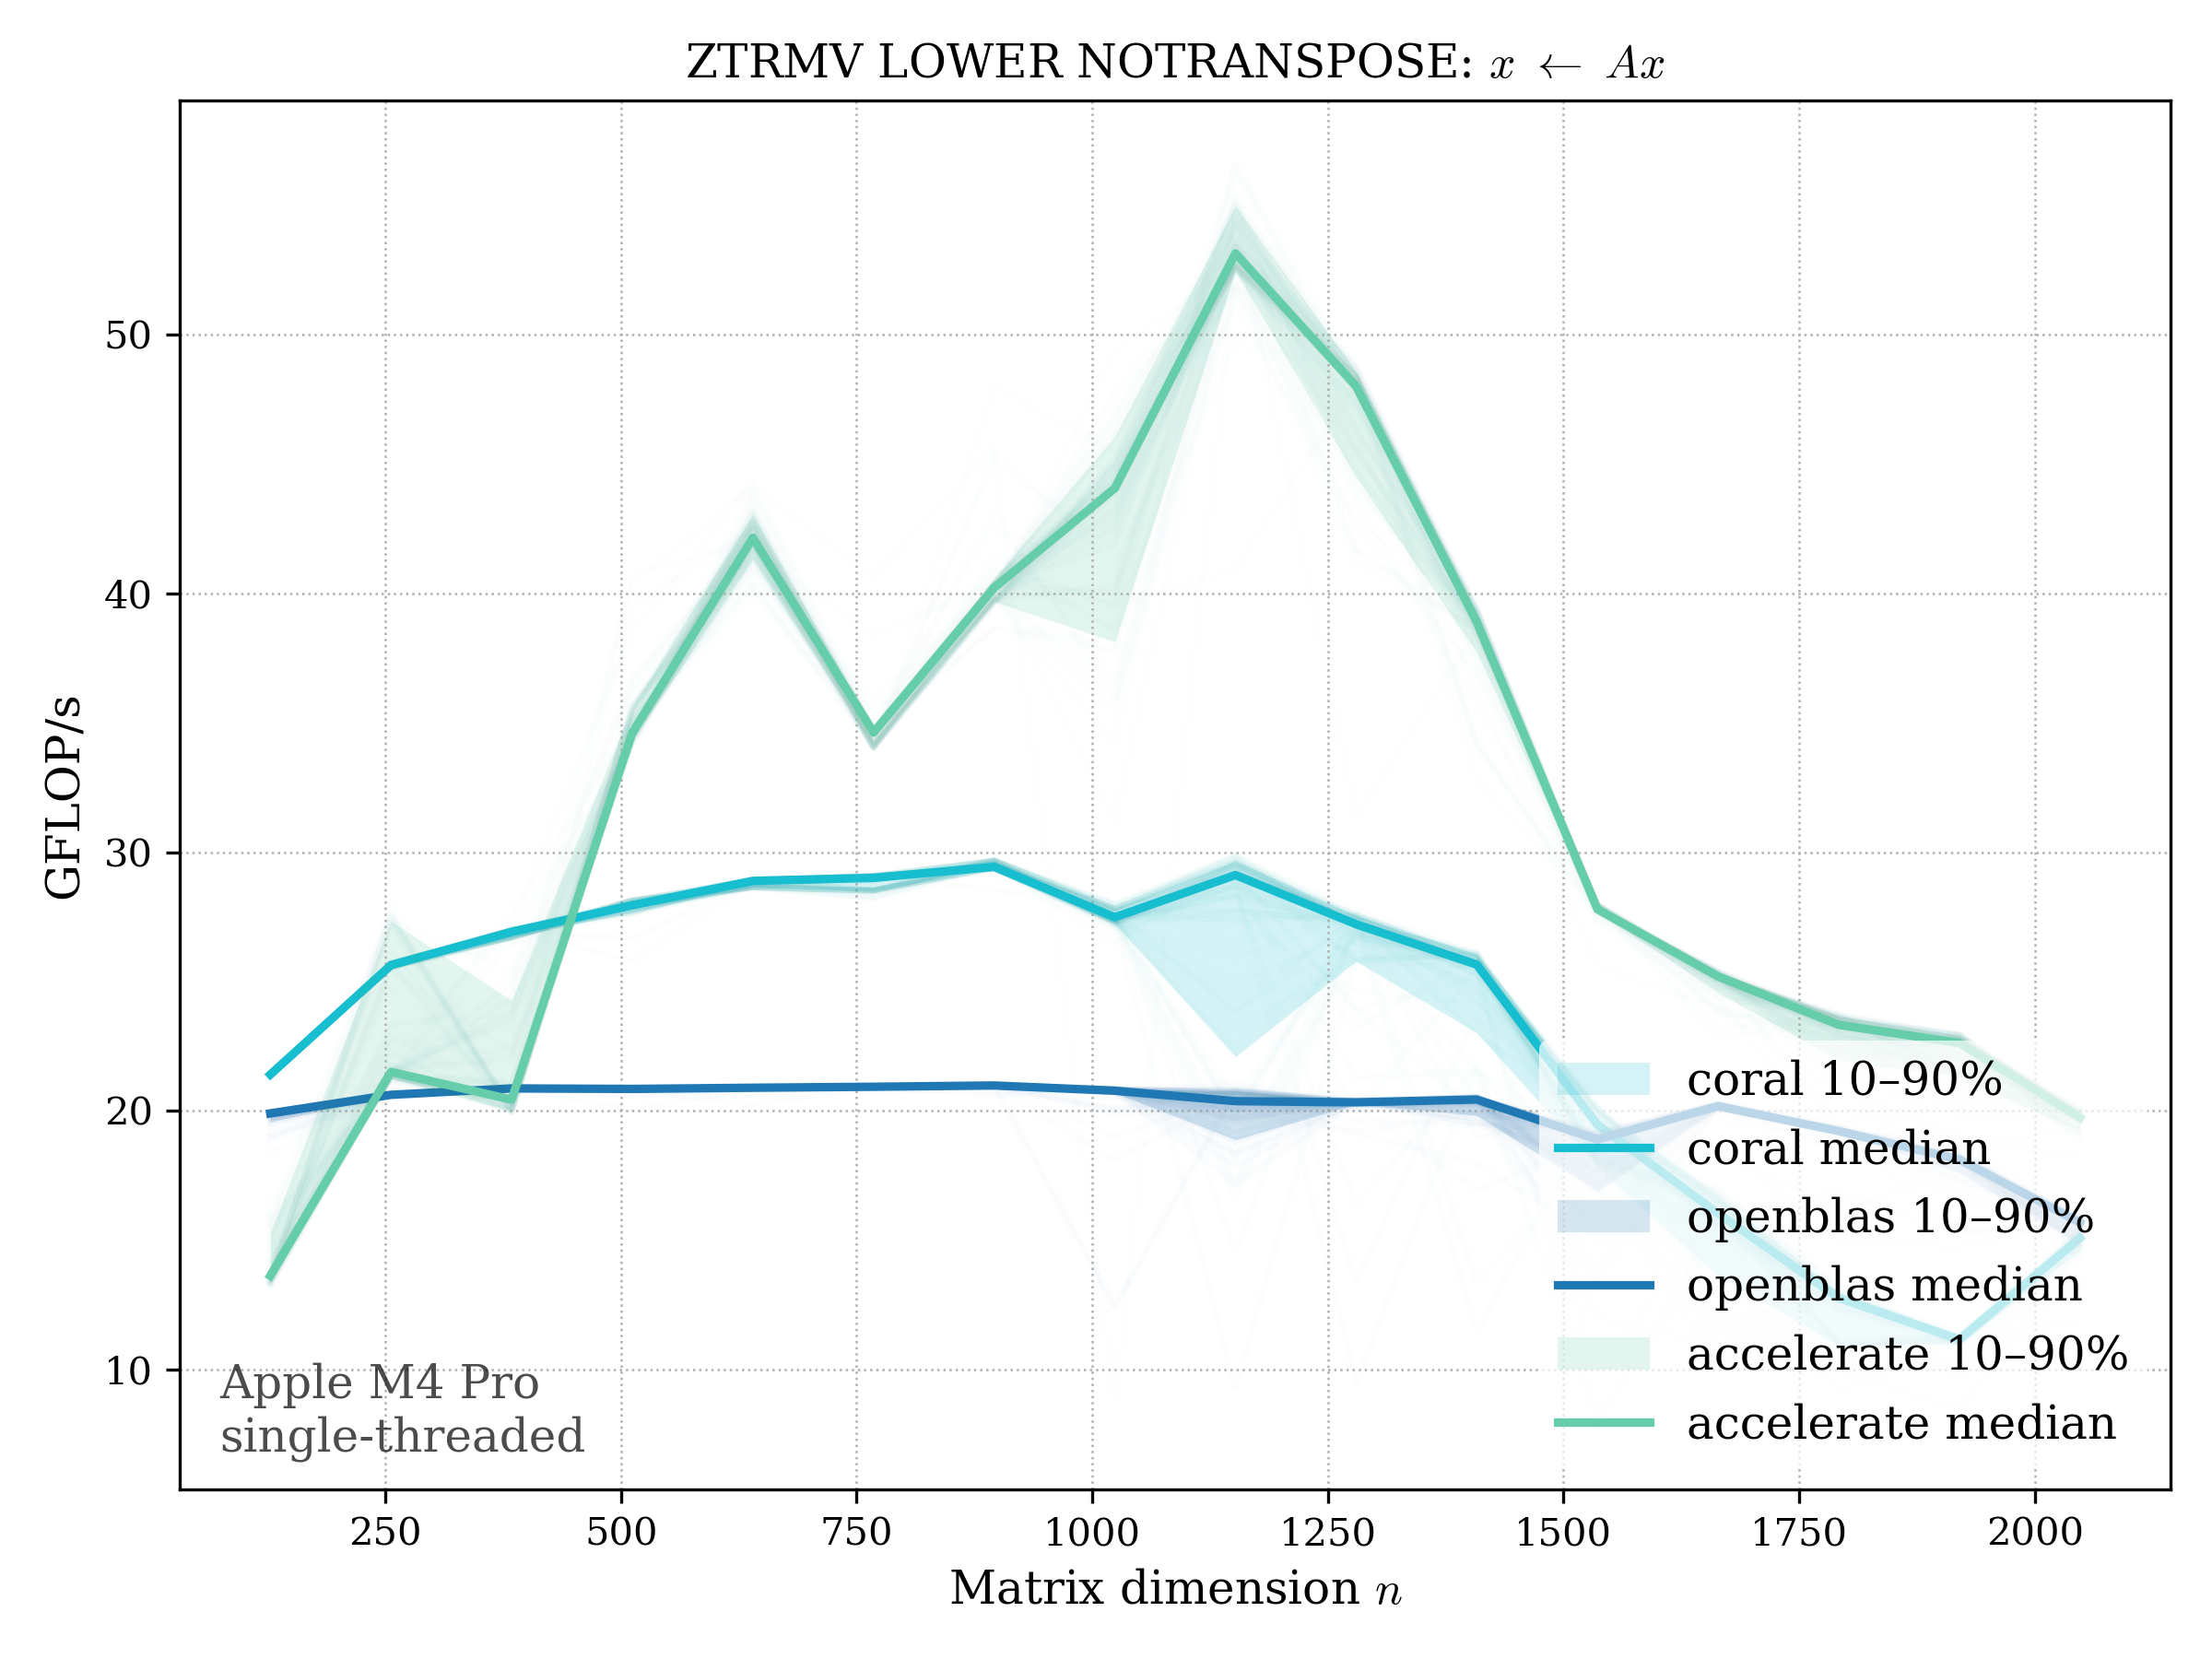 ZTRMV LOWER NOTRANSPOSE: x ← Ax
GFLOP/s
50
40
30
20
10
coral 10–90%
coral median
openblas 10–90%
openblas median
accelerate 10–90%
accelerate median
Apple M4 Pro
single-threaded
250 500 750 1000 1250 1500 1750 2000
Matrix dimension n